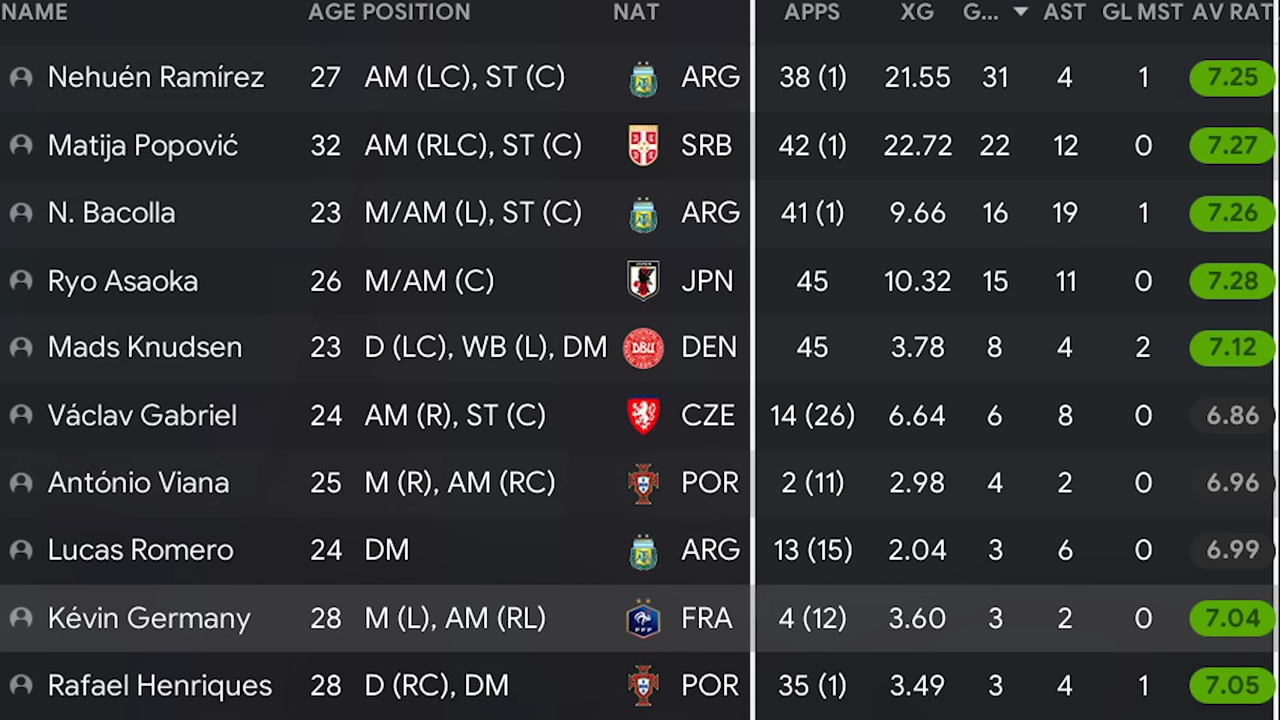 NAME AGE POSITION NAT APPS XG G... AST GL MST AV RAT
Nehuén Ramírez 27 AM (LC), ST (C) ARG 38 (1) 21.55 31 4 1 7.25
Matija Popović 32 AM (RLC), ST (C) SRB 42 (1) 22.72 22 12 0 7.27
N. Bacolla 23 M/AM (L), ST (C) ARG 41 (1) 9.66 16 19 1 7.26
Ryo Asaoka 26 M/AM (C) JPN 45 10.32 15 11 0 7.28
Mads Knudsen 23 D (LC), WB (L), DM DBU DEN 45 3.78 8 4 2 7.12
Václav Gabriel 24 AM (R), ST (C) CZE 14 (26) 6.64 6 8 0 6.86
António Viana 25 M (R), AM (RC) POR 2 (11) 2.98 4 2 0 6.96
Lucas Romero 24 DM ARG 13 (15) 2.04 3 6 0 6.99
Kévin Germany 28 M (L), AM (RL) FFF FRA 4 (12) 3.60 3 2 0 7.04
Rafael Henriques 28 D (RC), DM POR 35 (1) 3.49 3 4 1 7.05